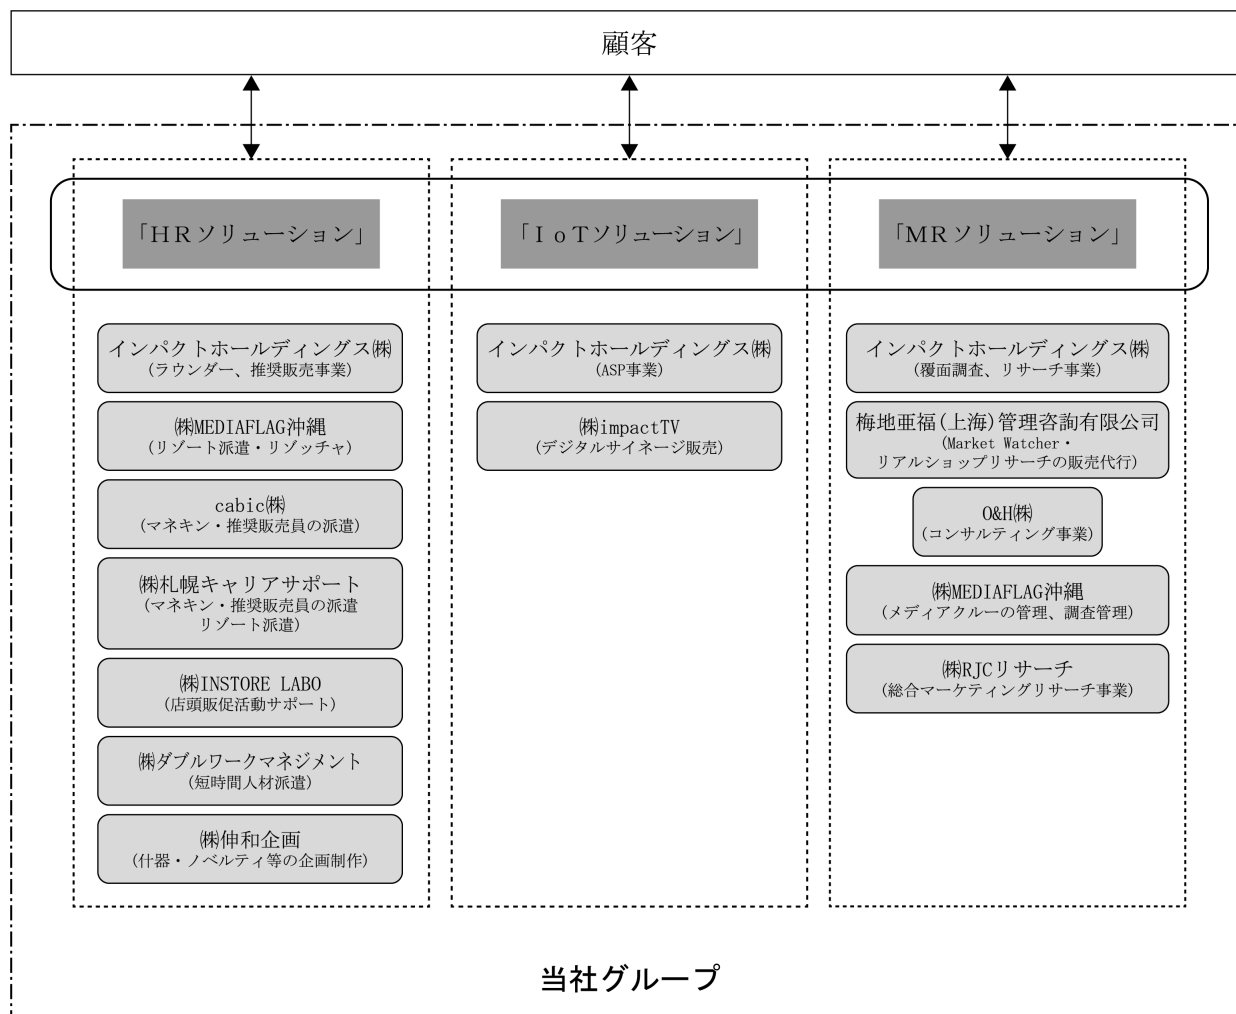 顧客
「HRソリューション」
インパクトホールディングス㈱
(ラウンダー、推奨販売事業)
㈱MEDIAFLAG沖縄
(リゾート派遣・リゾッチャ)
cabic㈱
(マネキン・推奨販売員の派遣)
㈱札幌キャリアサポート
(マネキン・推奨販売員の派遣
リゾート派遣)
㈱INSTORE LABO
(店頭販促活動サポート)
㈱ダブルワークマネジメント
(短時間人材派遣)
㈱伸和企画
(什器・ノベルティ等の企画制作)
「IoTソリューション」
インパクトホールディングス㈱
(ASP事業)
㈱impactTV
(デジタルサイネージ販売)
「MRソリューション」
インパクトホールディングス㈱
(覆面調査、リサーチ事業)
梅地亜福(上海)管理咨詢有限公司
(Market Watcher・
リアルショップリサーチの販売代行)
O&H㈱
(コンサルティング事業)
㈱MEDIAFLAG沖縄
(メディアクルーの管理、調査管理)
㈱RJCリサーチ
(総合マーケティングリサーチ事業)
当社グループ